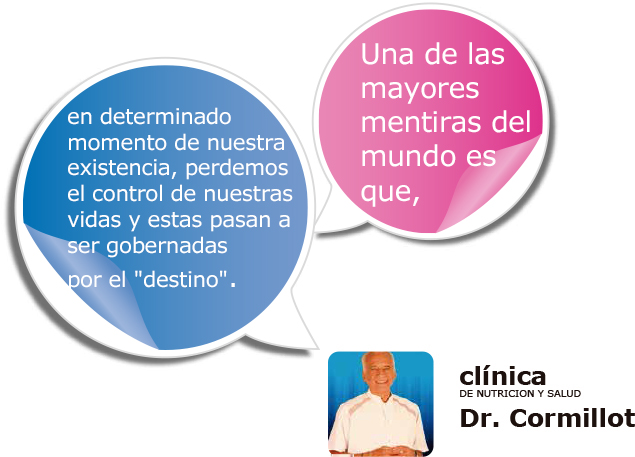 Una de las
mayores
mentiras del
mundo es
que,
en determinado
momento de nuestra
existencia, perdemos
el control de nuestras
vidas y estas pasan a
ser gobernadas
por el "destino".
clínica
DE NUTRICION Y SALUD
Dr. Cormillot